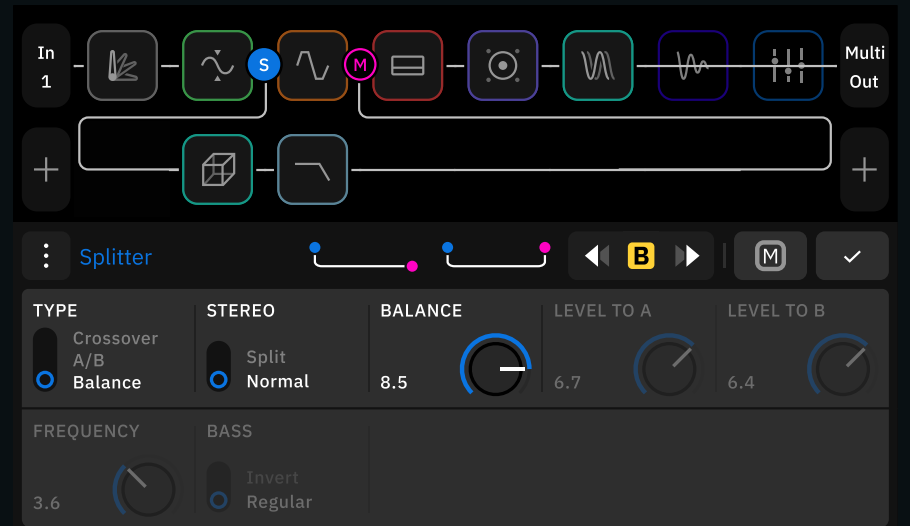 In
1
S
M
Multi
Out
Splitter
B
M
TYPE
Crossover
A/B
Balance
STEREO
Split
Normal
BALANCE
8.5
LEVEL TO A
6.7
LEVEL TO B
6.4
FREQUENCY
3.6
BASS
Invert
Regular